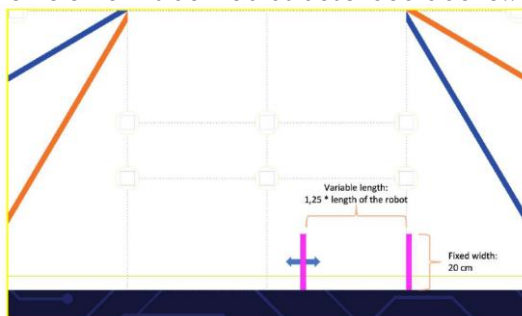 Variable length:
1,25 * length of the robot
Fixed width:
20 cm